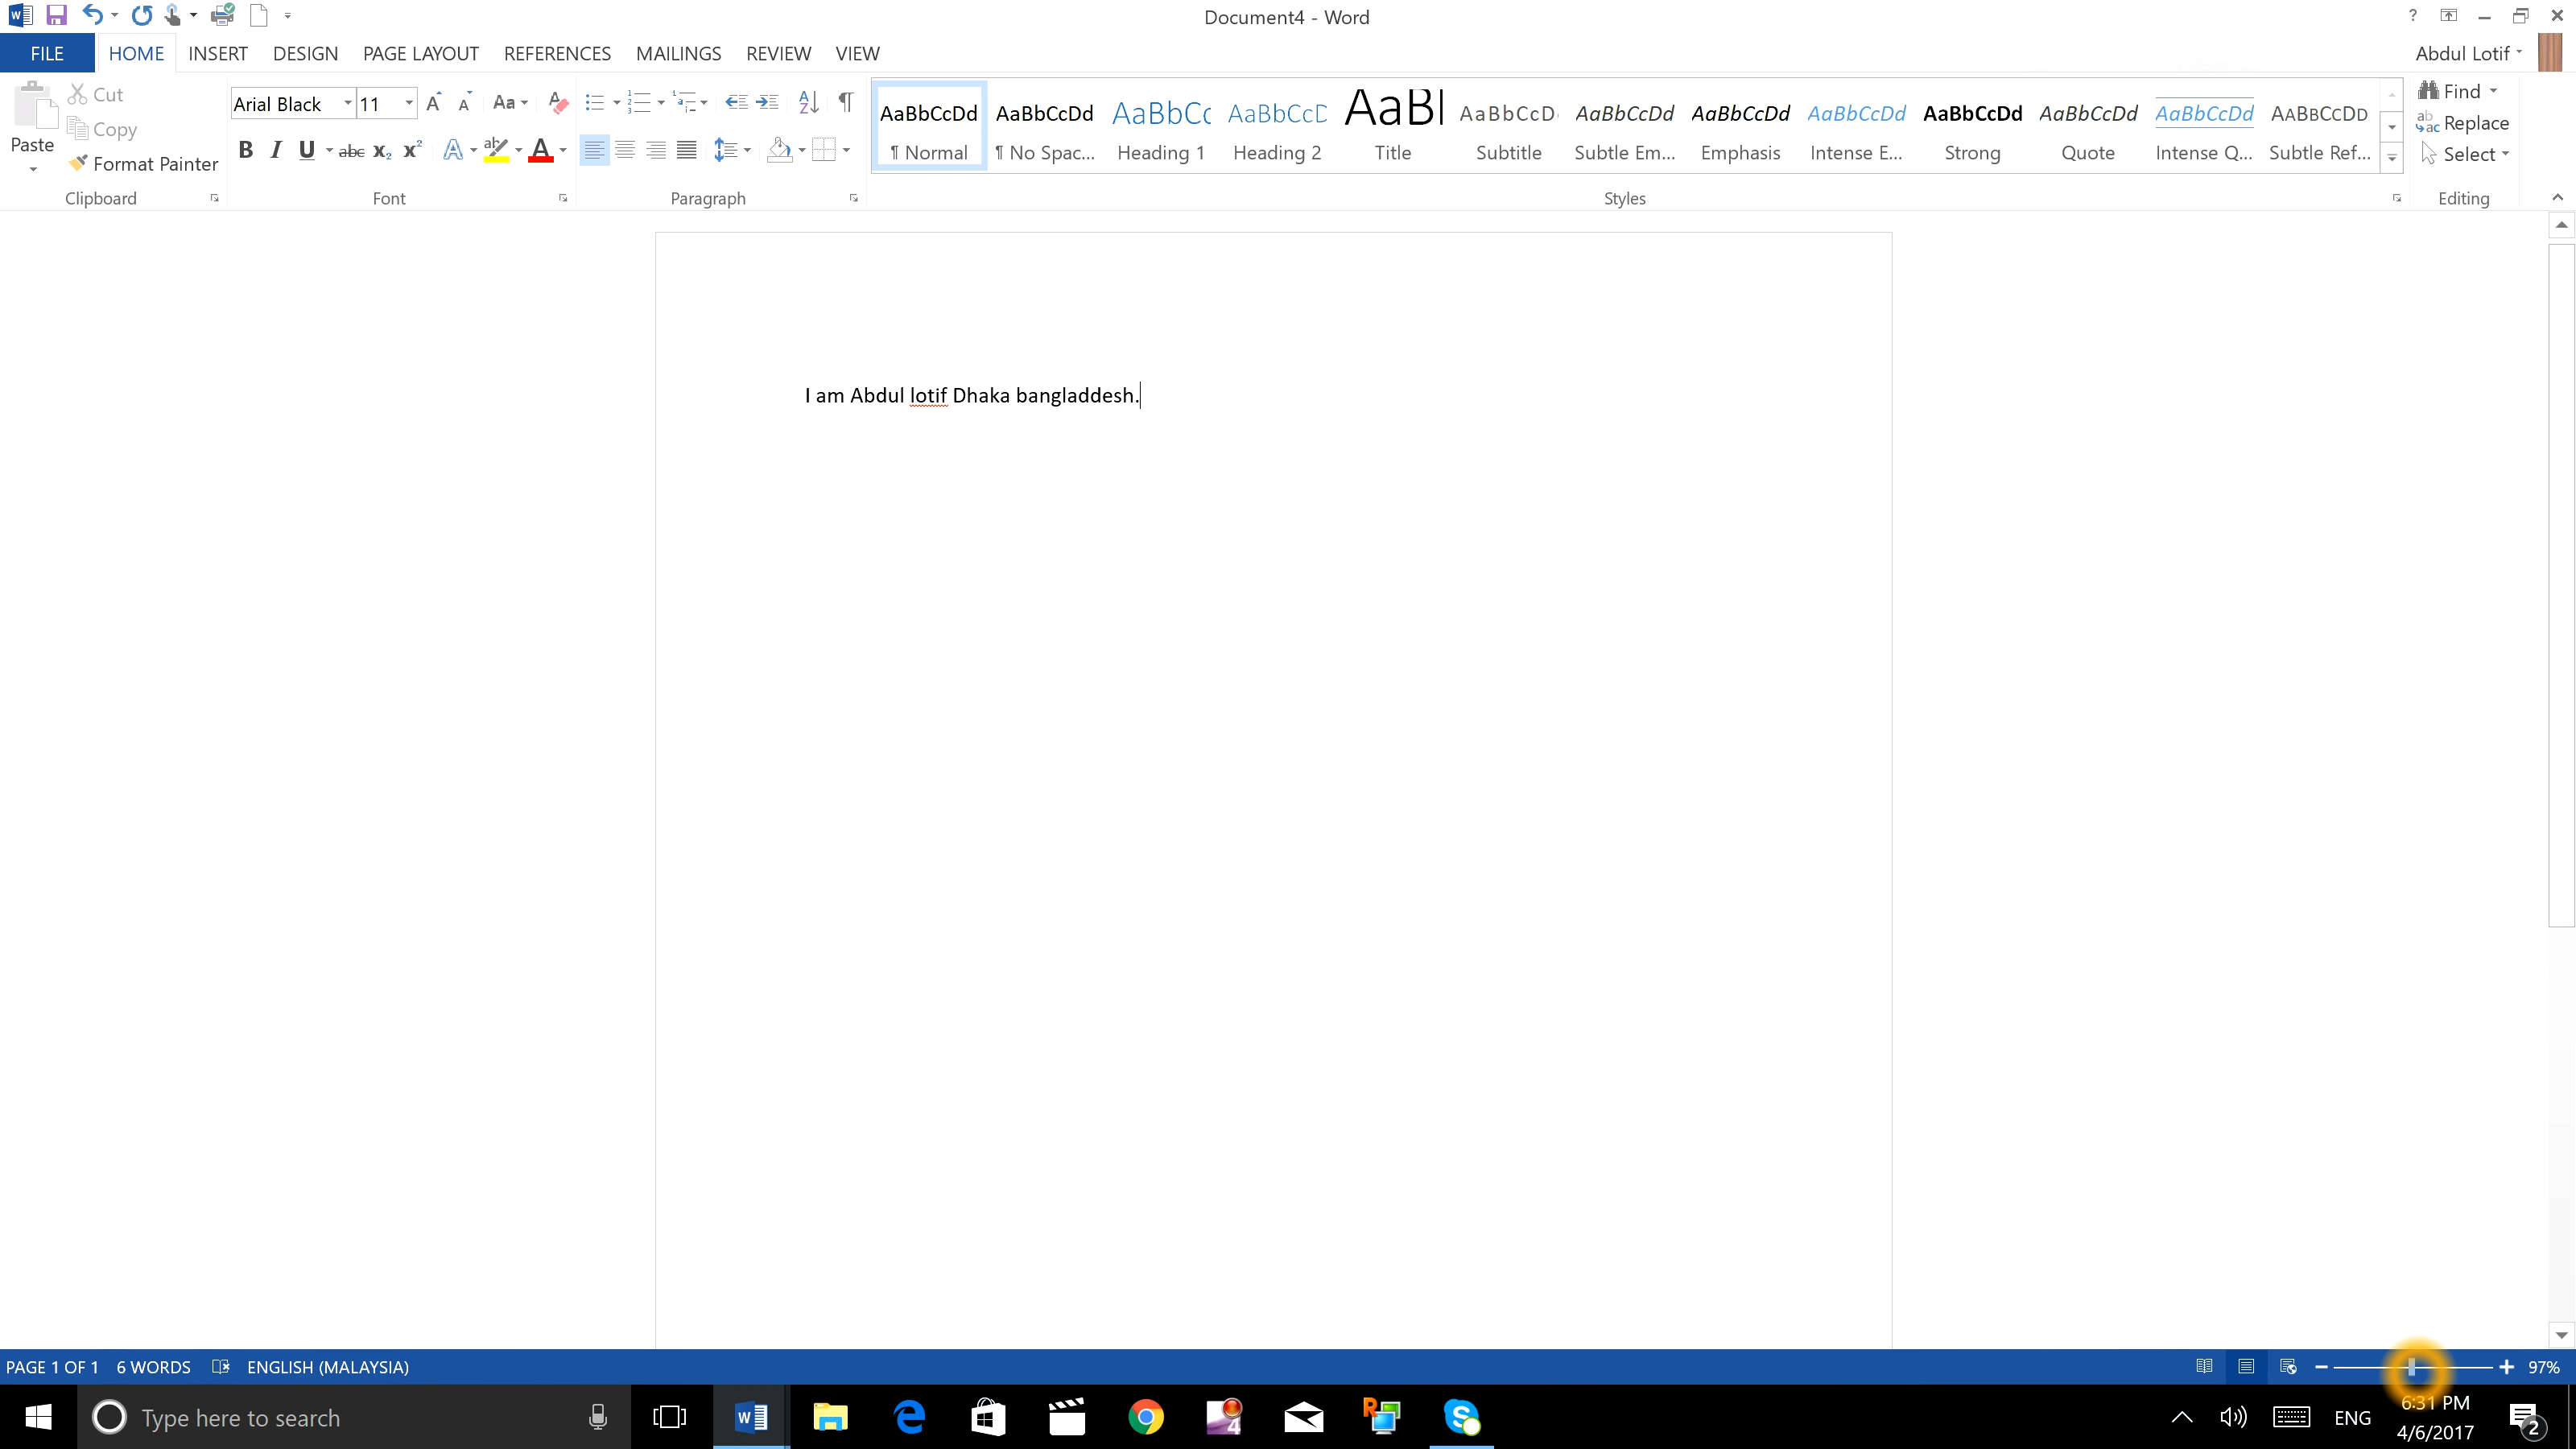 Document4 - Word
?
FILE HOME INSERT DESIGN PAGE LAYOUT REFERENCES MAILINGS REVIEW VIEW
Abdul Lotif
Paste
Cut
Copy
Format Painter
Clipboard
Arial Black 11
Font
Paragraph
AaBbCcDd AaBbCcDd AaBbCc AaBbCcD AaBl AaBbCcD AaBbCcDd AaBbCcDd AaBbCcDd AaBbCcDd AaBbCcDd AaBbCcDd AaBbCcDd
¶ Normal ¶ No Spac... Heading 1 Heading 2 Title Subtitle Subtle Em... Emphasis Intense E... Strong Quote Intense Q... Subtle Ref...
Styles
Find
Replace
Select
Editing
I am Abdul lotif Dhaka bangladdesh.
PAGE 1 OF 1 6 WORDS ENGLISH (MALAYSIA)
97%
Type here to search
ENG
6:31 PM
4/6/2017
2